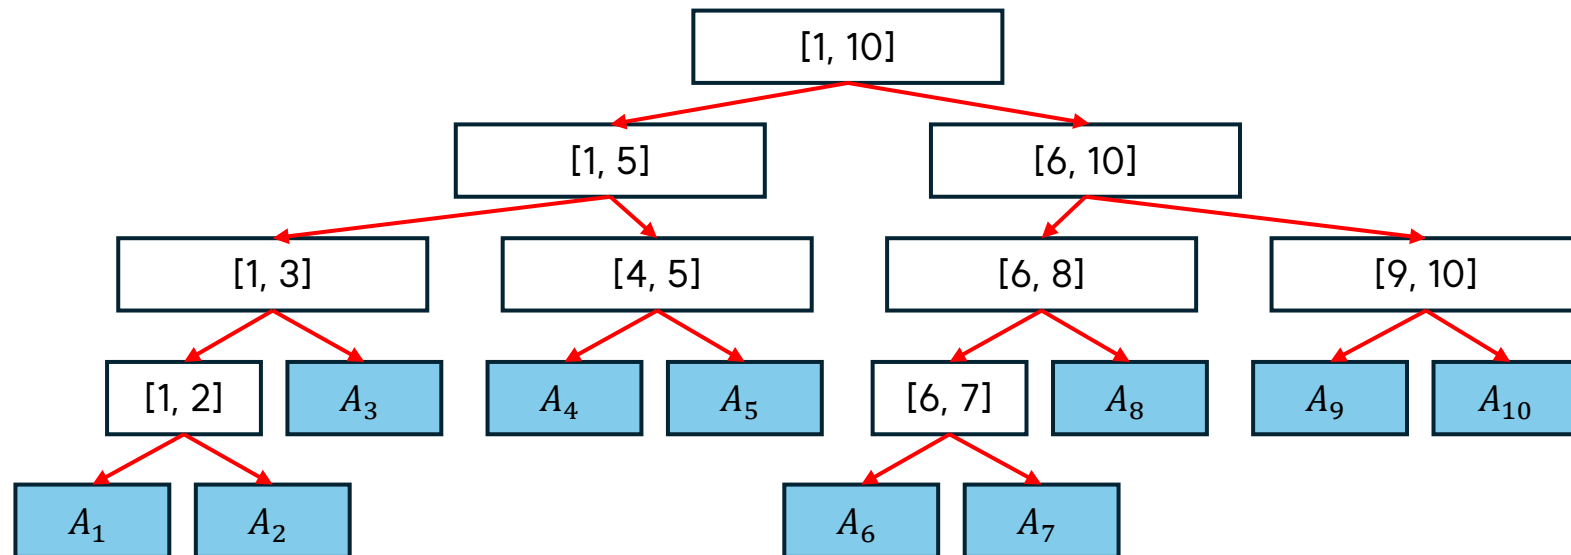 [1, 10]
[1, 5]
[6, 10]
[1, 3]
[4, 5]
[6, 8]
[9, 10]
[1, 2]
A₃
A₄
A₅
[6, 7]
A₈
A₉
A₁₀
A₁
A₂
A₆
A₇